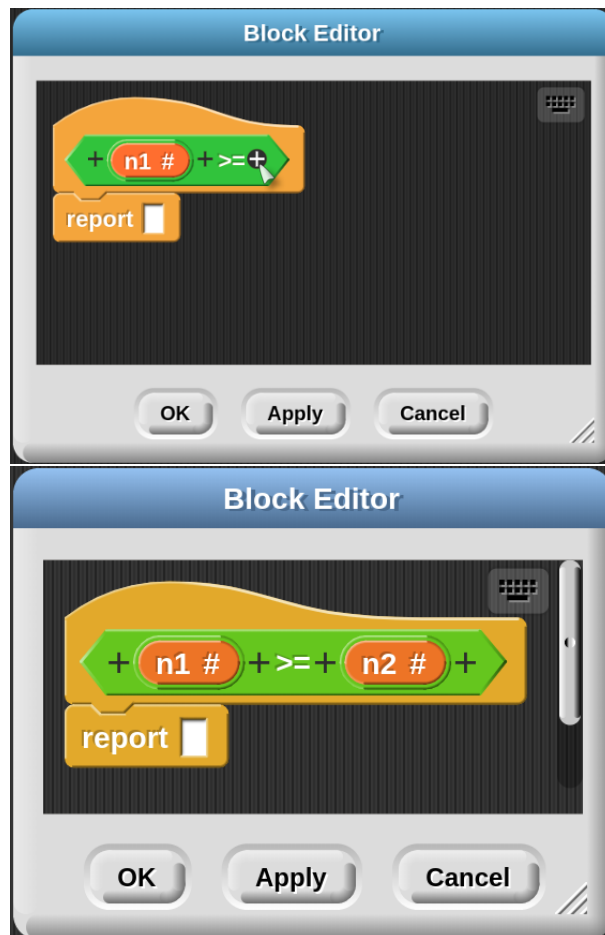 Block Editor
+ n1 # + >= +
report
OK Apply Cancel
Block Editor
+ n1 # + >= + n2 # +
report
OK Apply Cancel